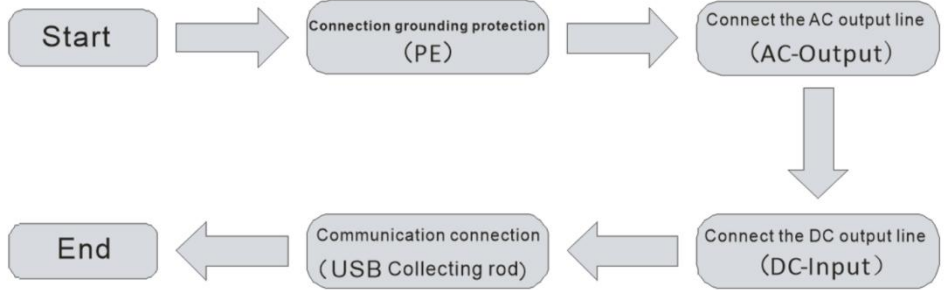 Start
Connection grounding protection
（PE）
Connect the AC output line
（AC-Output）
Connect the DC output line
（DC-Input）
Communication connection
（USB Collecting rod)
End